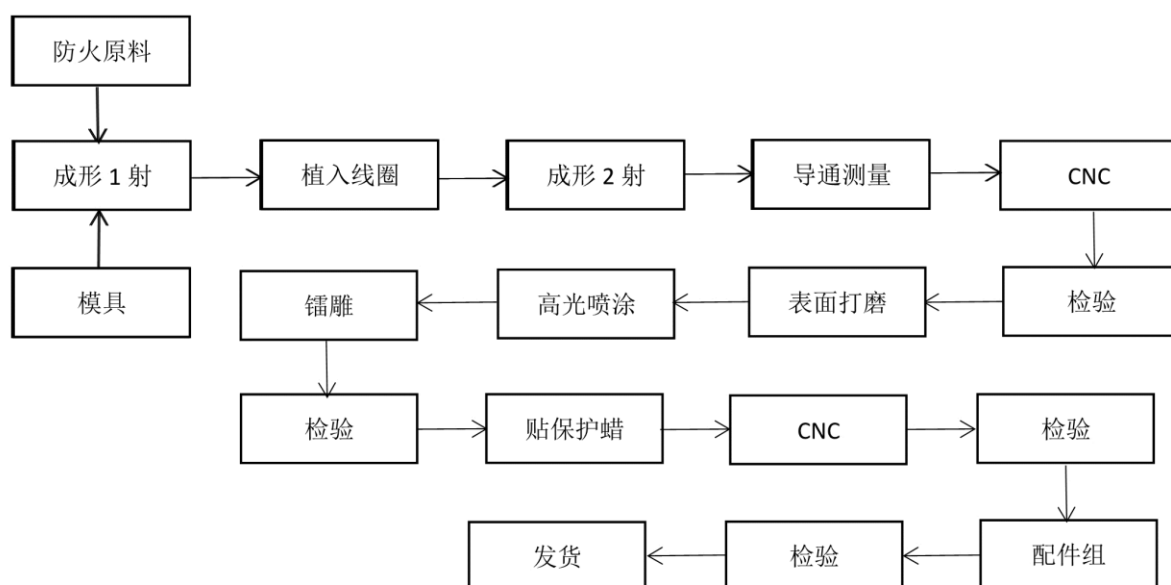 防火原料
成形 1 射
植入线圈
成形 2 射
导通测量
CNC
模具
镭雕
高光喷涂
表面打磨
检验
检验
贴保护蜡
CNC
检验
发货
检验
配件组